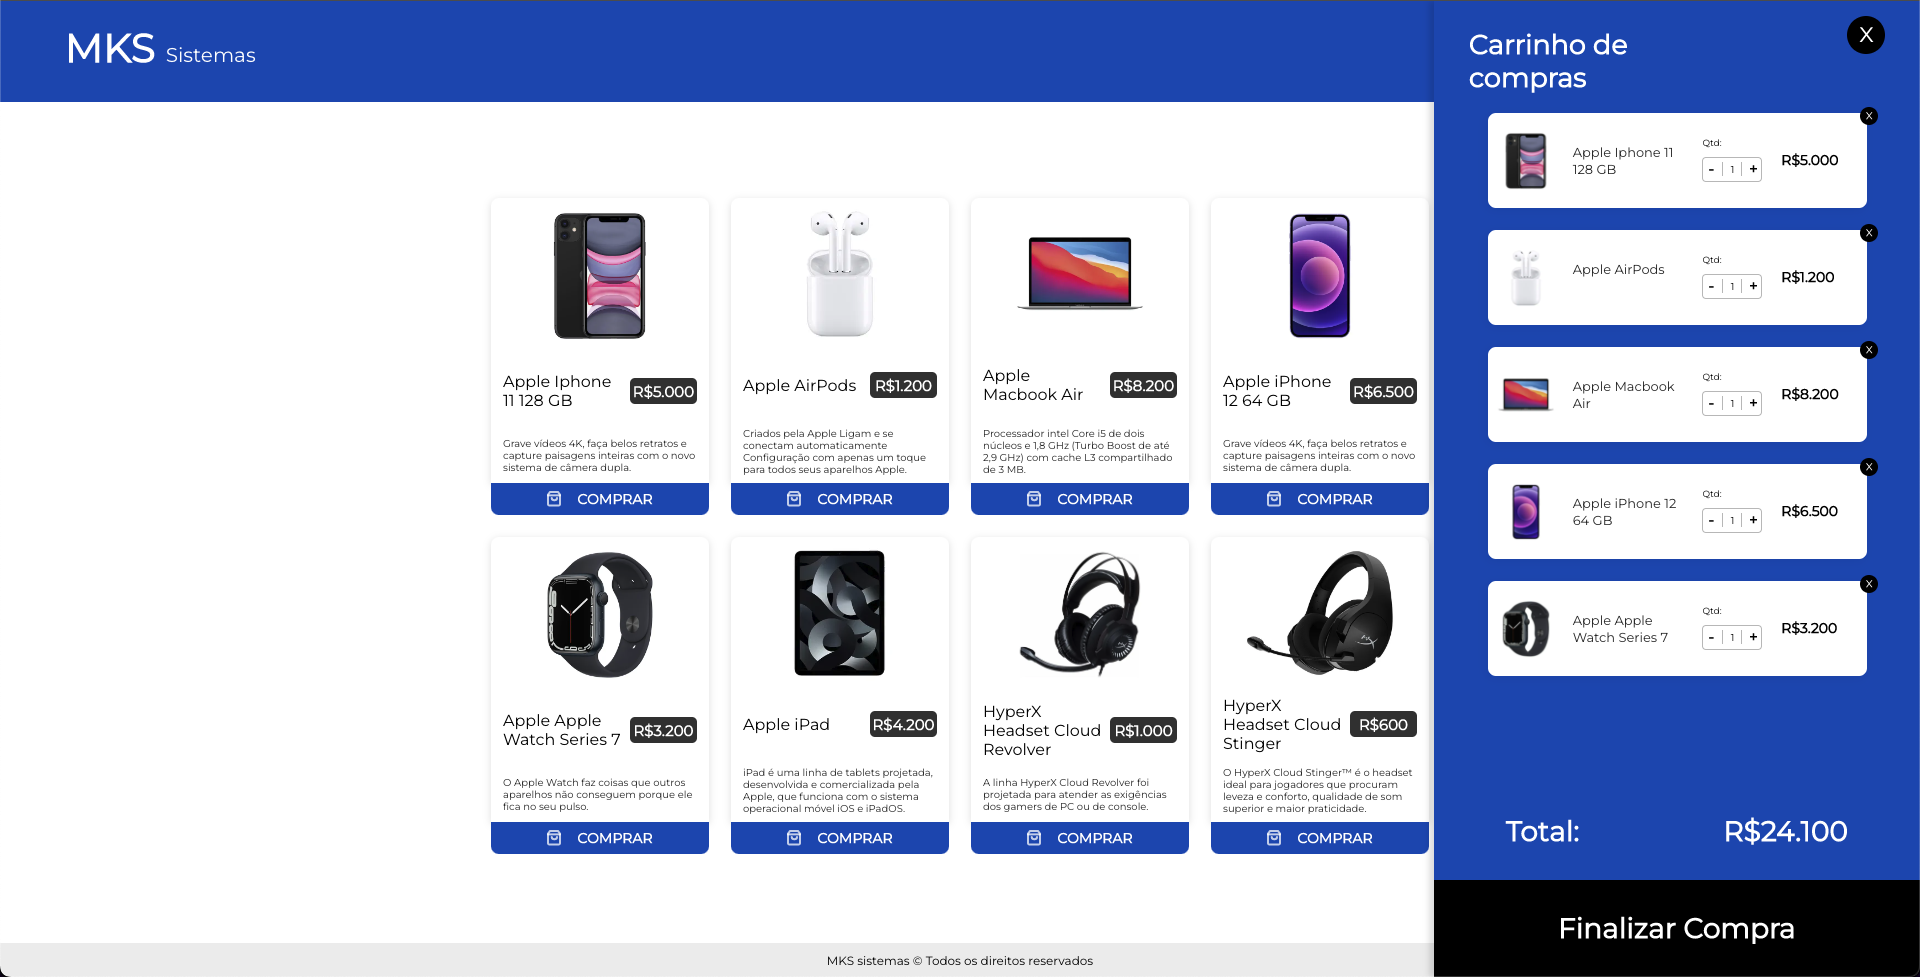 MKS Sistemas
Apple Iphone
11 128 GB
R$5.000
Grave vídeos 4K, faça belos retratos e
capture paisagens inteiras com o novo
sistema de câmera dupla.
COMPRAR
Apple AirPods
R$1.200
Criados pela Apple Ligam e se
conectam automaticamente
Configuração com apenas um toque
para todos seus aparelhos Apple.
COMPRAR
Apple
Macbook Air
R$8.200
Processador intel Core i5 de dois
núcleos e 1,8 GHz (Turbo Boost de até
2,9 GHz) com cache L3 compartilhado
de 3 MB.
COMPRAR
Apple iPhone
12 64 GB
R$6.500
Grave vídeos 4K, faça belos retratos e
capture paisagens inteiras com o novo
sistema de câmera dupla.
COMPRAR
Apple Apple
Watch Series 7
R$3.200
O Apple Watch faz coisas que outros
aparelhos não conseguem porque ele
fica no seu pulso.
COMPRAR
Apple iPad
R$4.200
iPad é uma linha de tablets projetada,
desenvolvida e comercializada pela
Apple, que funciona com o sistema
operacional móvel iOS e iPadOS.
COMPRAR
HyperX
Headset Cloud
Revolver
R$1.000
A linha HyperX Cloud Revolver foi
projetada para atender as exigências
dos gamers de PC ou de console.
COMPRAR
HyperX
Headset Cloud
Stinger
R$600
O HyperX Cloud Stinger™ é o headset
ideal para jogadores que procuram
leveza e conforto, qualidade de som
superior e maior praticidade.
COMPRAR
MKS sistemas © Todos os direitos reservados
Carrinho de
compras
X
X
Apple Iphone 11
128 GB
Qtd:
- 1 +
R$5.000
X
Apple AirPods
Qtd:
- 1 +
R$1.200
X
Apple Macbook
Air
Qtd:
- 1 +
R$8.200
X
Apple iPhone 12
64 GB
Qtd:
- 1 +
R$6.500
X
Apple Apple
Watch Series 7
Qtd:
- 1 +
R$3.200
Total: R$24.100
Finalizar Compra